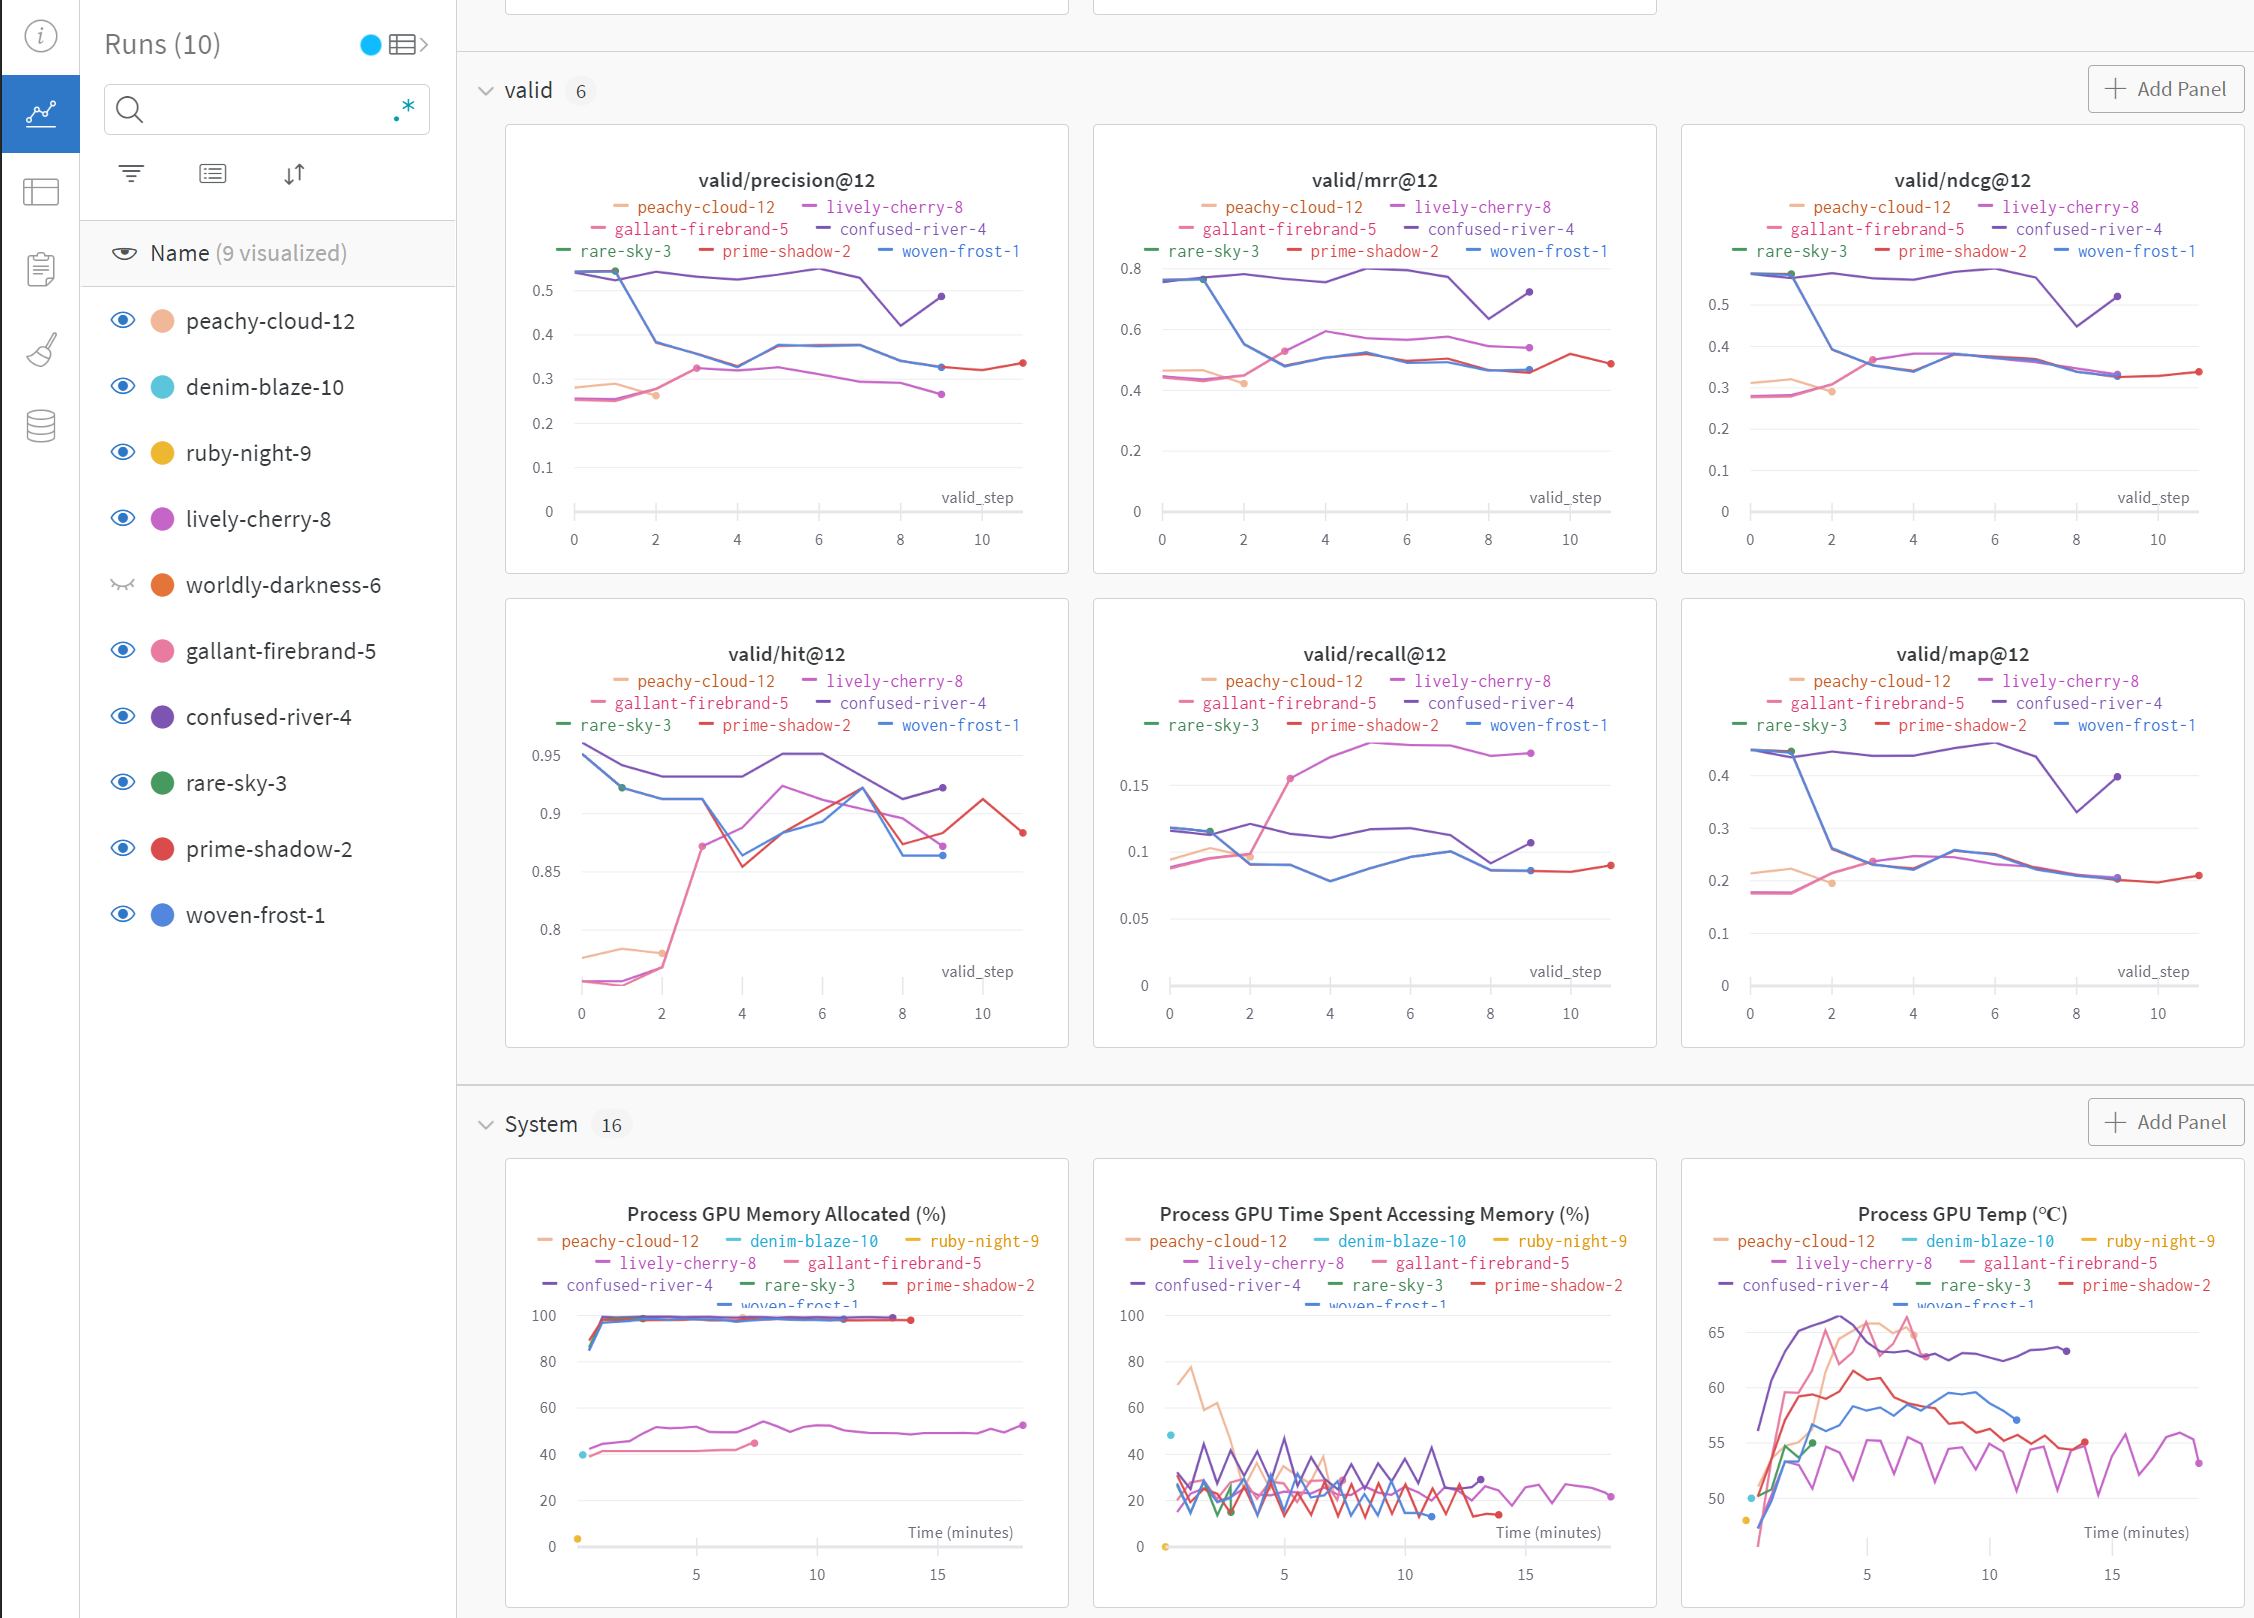 Runs (10)
.*
Name (9 visualized)
peachy-cloud-12
denim-blaze-10
ruby-night-9
lively-cherry-8
worldly-darkness-6
gallant-firebrand-5
confused-river-4
rare-sky-3
prime-shadow-2
woven-frost-1
valid 6
Add Panel
valid/precision@12
peachy-cloud-12 lively-cherry-8
gallant-firebrand-5 confused-river-4
rare-sky-3 prime-shadow-2 woven-frost-1
0.5
0.4
0.3
0.2
0.1
0
valid_step
0 2 4 6 8 10
valid/mrr@12
peachy-cloud-12 lively-cherry-8
gallant-firebrand-5 confused-river-4
rare-sky-3 prime-shadow-2 woven-frost-1
0.8
0.6
0.4
0.2
0
valid_step
0 2 4 6 8 10
valid/ndcg@12
peachy-cloud-12 lively-cherry-8
gallant-firebrand-5 confused-river-4
rare-sky-3 prime-shadow-2 woven-frost-1
0.5
0.4
0.3
0.2
0.1
0
valid_step
0 2 4 6 8 10
valid/hit@12
peachy-cloud-12 lively-cherry-8
gallant-firebrand-5 confused-river-4
rare-sky-3 prime-shadow-2 woven-frost-1
0.95
0.9
0.85
0.8
valid_step
0 2 4 6 8 10
valid/recall@12
peachy-cloud-12 lively-cherry-8
gallant-firebrand-5 confused-river-4
rare-sky-3 prime-shadow-2 woven-frost-1
0.15
0.1
0.05
0
valid_step
0 2 4 6 8 10
valid/map@12
peachy-cloud-12 lively-cherry-8
gallant-firebrand-5 confused-river-4
rare-sky-3 prime-shadow-2 woven-frost-1
0.4
0.3
0.2
0.1
0
valid_step
0 2 4 6 8 10
System 16
Add Panel
Process GPU Memory Allocated (%)
peachy-cloud-12 denim-blaze-10 ruby-night-9
lively-cherry-8 gallant-firebrand-5
confused-river-4 rare-sky-3 prime-shadow-2
woven-frost-1
100
80
60
40
20
0
Time (minutes)
5 10 15
Process GPU Time Spent Accessing Memory (%)
peachy-cloud-12 denim-blaze-10 ruby-night-9
lively-cherry-8 gallant-firebrand-5
confused-river-4 rare-sky-3 prime-shadow-2
woven-frost-1
100
80
60
40
20
0
Time (minutes)
5 10 15
Process GPU Temp (°C)
peachy-cloud-12 denim-blaze-10 ruby-night-9
lively-cherry-8 gallant-firebrand-5
confused-river-4 rare-sky-3 prime-shadow-2
woven-frost-1
65
60
55
50
Time (minutes)
5 10 15